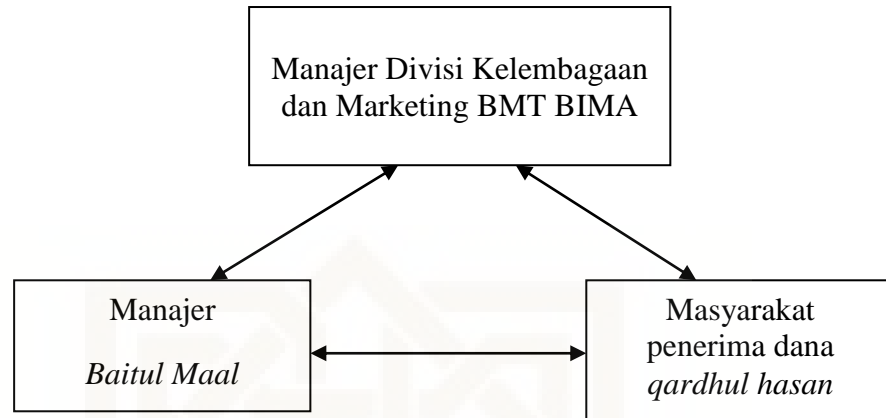 Manajer Divisi Kelembagaan
dan Marketing BMT BIMA
Manajer
Baitul Maal
Masyarakat
penerima dana
qardhul hasan